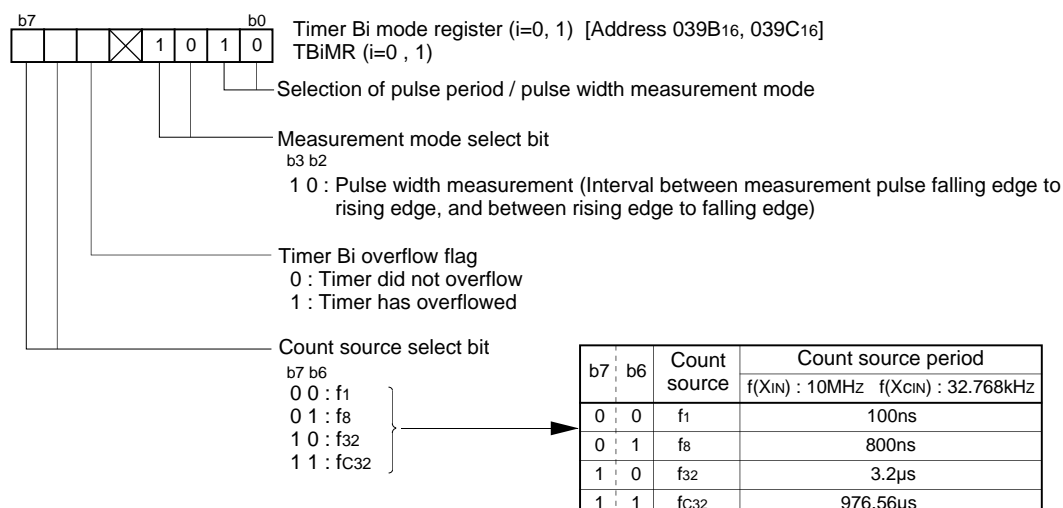 b7 b0
Timer Bi mode register (i=0, 1) [Address 039B16, 039C16]
TBiMR (i=0 , 1)
1 0 1 0
Selection of pulse period / pulse width measurement mode
Measurement mode select bit
b3 b2
1 0 : Pulse width measurement (Interval between measurement pulse falling edge to
rising edge, and between rising edge to falling edge)
Timer Bi overflow flag
0 : Timer did not overflow
1 : Timer has overflowed
Count source select bit
b7 b6
0 0 : f1
0 1 : f8
1 0 : f32
1 1 : fC32
b7 b6 Count source Count source period
f(XIN) : 10MHz f(XCIN) : 32.768kHz
0 0 f1 100ns
0 1 f8 800ns
1 0 f32 3.2µs
1 1 fC32 976.56µs